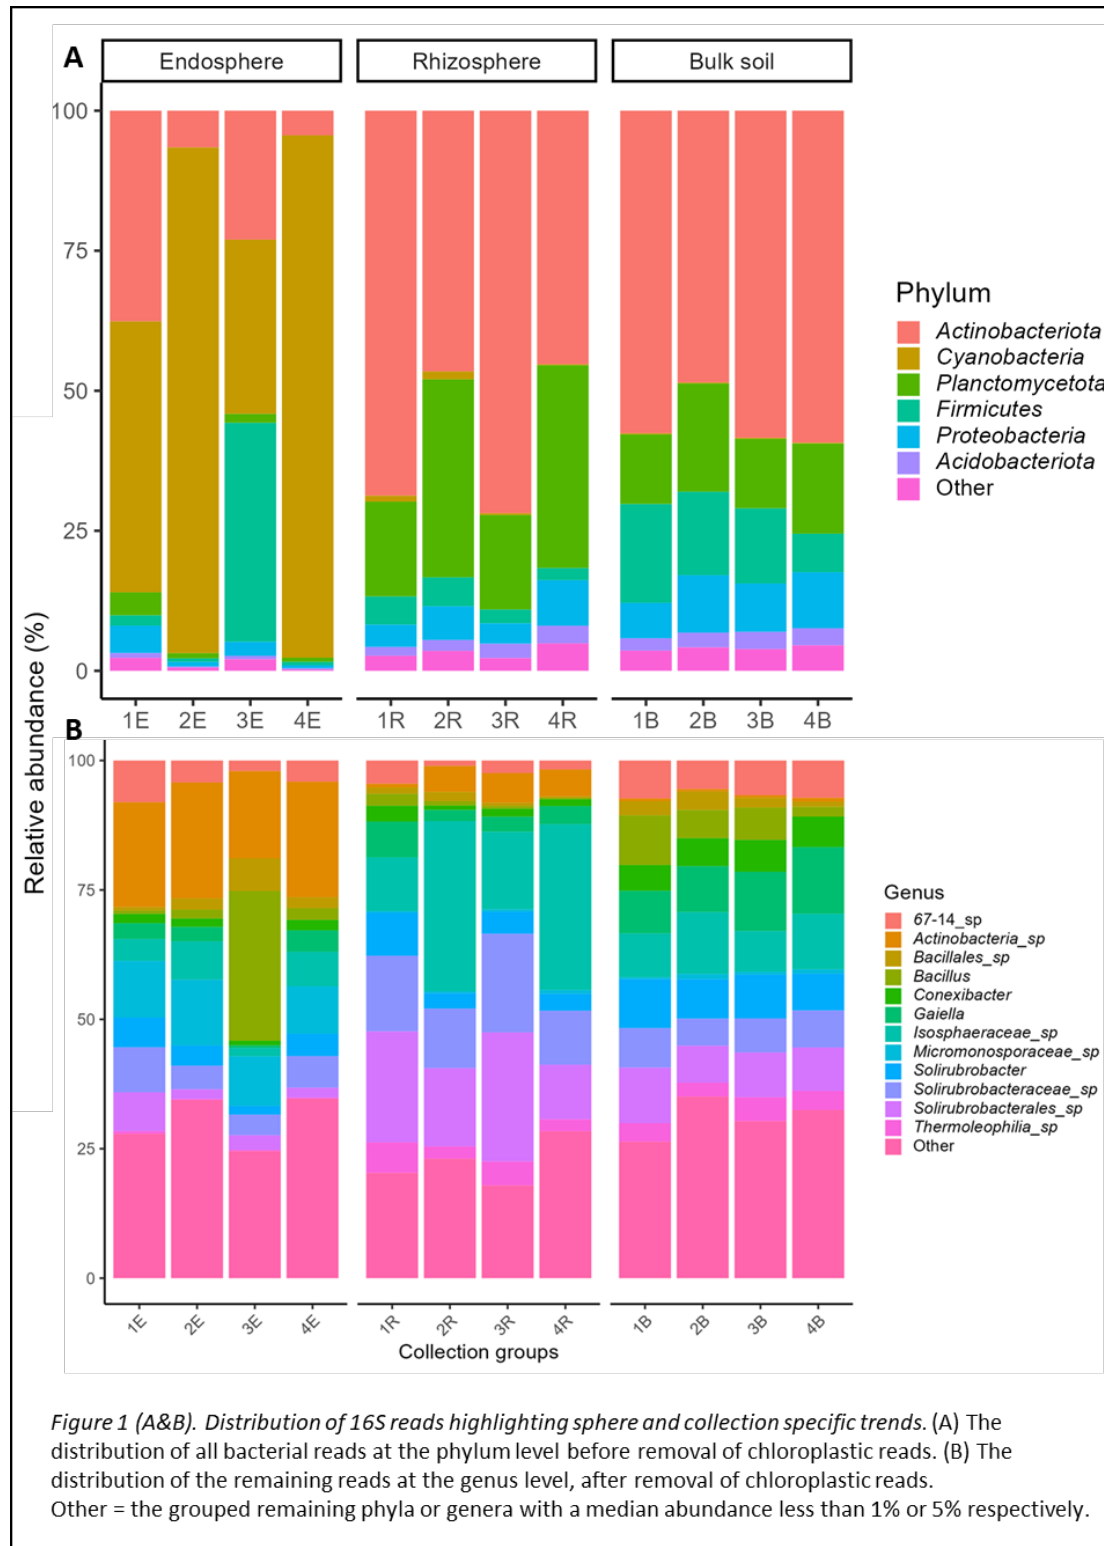 A
Endosphere
Rhizosphere
Bulk soil
100
75
50
25
0
1E 2E 3E 4E
1R 2R 3R 4R
1B 2B 3B 4B
Phylum
Actinobacteriota
Cyanobacteria
Planctomycetota
Firmicutes
Proteobacteria
Acidobacteriota
Other
Relative abundance (%)
B
100
75
50
25
0
1E 2E 3E 4E
1R 2R 3R 4R
1B 2B 3B 4B
Collection groups
Genus
67-14_sp
Actinobacteria_sp
Bacillales_sp
Bacillus
Conexibacter
Gaiella
Isosphaeraceae_sp
Micromonosporaceae_sp
Solirubrobacter
Solirubrobacteraceae_sp
Solirubrobacterales_sp
Thermoleophilia_sp
Other
Figure 1 (A&B). Distribution of 16S reads highlighting sphere and collection specific trends. (A) The
distribution of all bacterial reads at the phylum level before removal of chloroplastic reads. (B) The
distribution of the remaining reads at the genus level, after removal of chloroplastic reads.
Other = the grouped remaining phyla or genera with a median abundance less than 1% or 5% respectively.